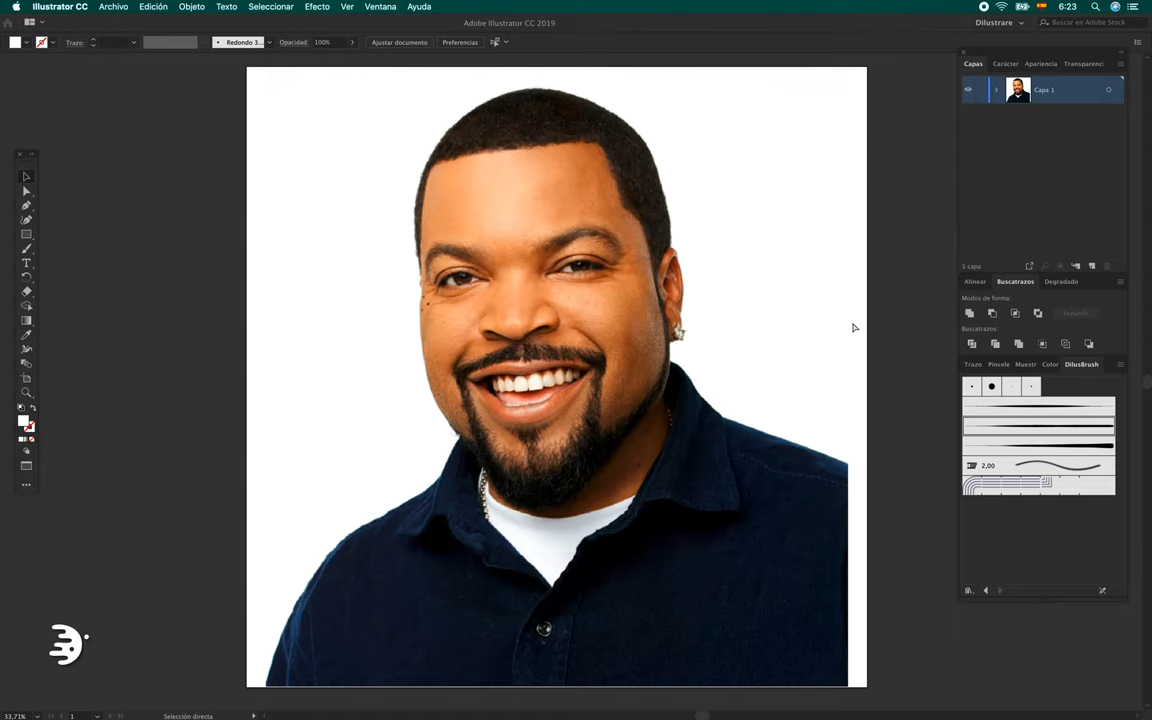 Illustrator CC Archivo Edición Objeto Texto Seleccionar Efecto Ver Ventana Ayuda 6:23
Adobe Illustrator CC 2019 Dilustrare Buscar en Adobe Stock
Trazo: Redondo 3... Opacidad: 100% Ajustar documento Preferencias
Capas Carácter Apariencia Transparenci
Capa 1
1 capa
Alinear Buscatrazos Degradado
Modos de forma:
Expandir
Buscatrazos:
Trazo Pincele Muestr Color DilusBrush
2,00
33,71% 1 Selección directa